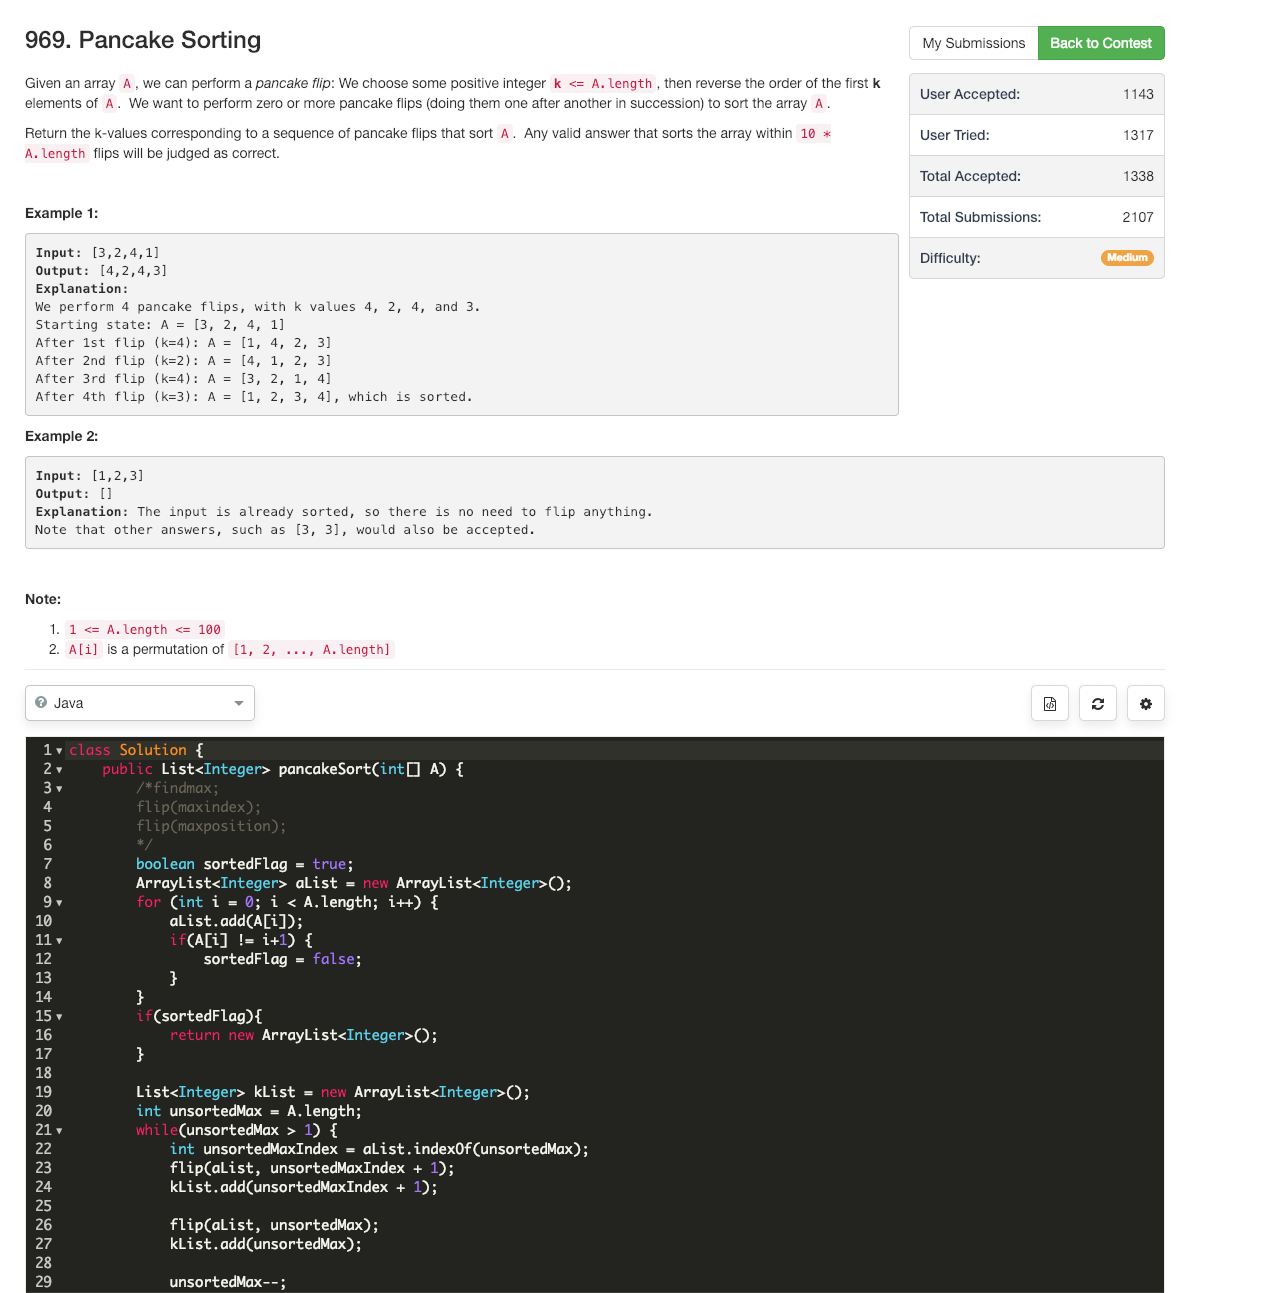 969. Pancake Sorting
My Submissions
Back to Contest
Given an array A , we can perform a pancake flip: We choose some positive integer k <= A.length , then reverse the order of the first k
elements of A . We want to perform zero or more pancake flips (doing them one after another in succession) to sort the array A .
Return the k-values corresponding to a sequence of pancake flips that sort A . Any valid answer that sorts the array within 10 *
A.length flips will be judged as correct.
User Accepted: 1143
User Tried: 1317
Total Accepted: 1338
Total Submissions: 2107
Difficulty: Medium
Example 1:
Input: [3,2,4,1]
Output: [4,2,4,3]
Explanation:
We perform 4 pancake flips, with k values 4, 2, 4, and 3.
Starting state: A = [3, 2, 4, 1]
After 1st flip (k=4): A = [1, 4, 2, 3]
After 2nd flip (k=2): A = [4, 1, 2, 3]
After 3rd flip (k=4): A = [3, 2, 1, 4]
After 4th flip (k=3): A = [1, 2, 3, 4], which is sorted.
Example 2:
Input: [1,2,3]
Output: []
Explanation: The input is already sorted, so there is no need to flip anything.
Note that other answers, such as [3, 3], would also be accepted.
Note:
1. 1 <= A.length <= 100
2. A[i] is a permutation of [1, 2, ..., A.length]
Java
1 class Solution {
2 public List<Integer> pancakeSort(int[] A) {
3 /*findmax;
4 flip(maxindex);
5 flip(maxposition);
6 */
7 boolean sortedFlag = true;
8 ArrayList<Integer> aList = new ArrayList<Integer>();
9 for (int i = 0; i < A.length; i++) {
10 aList.add(A[i]);
11 if(A[i] != i+1) {
12 sortedFlag = false;
13 }
14 }
15 if(sortedFlag){
16 return new ArrayList<Integer>();
17 }
18
19 List<Integer> kList = new ArrayList<Integer>();
20 int unsortedMax = A.length;
21 while(unsortedMax > 1) {
22 int unsortedMaxIndex = aList.indexOf(unsortedMax);
23 flip(aList, unsortedMaxIndex + 1);
24 kList.add(unsortedMaxIndex + 1);
25
26 flip(aList, unsortedMax);
27 kList.add(unsortedMax);
28
29 unsortedMax--;